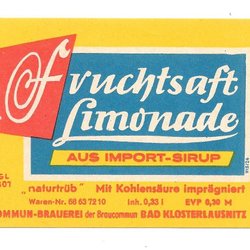 Fruchtsaft
Limonade
AUS IMPORT-SIRUP
„naturtrüb” Mit Kohlensäure imprägniert
Waren-Nr. 68 63 72 10 Inh. 0,33 l EVP 0,30 M
OMMUN-BRAUEREI der Braucommun BAD KLOSTERLAUSNITZ